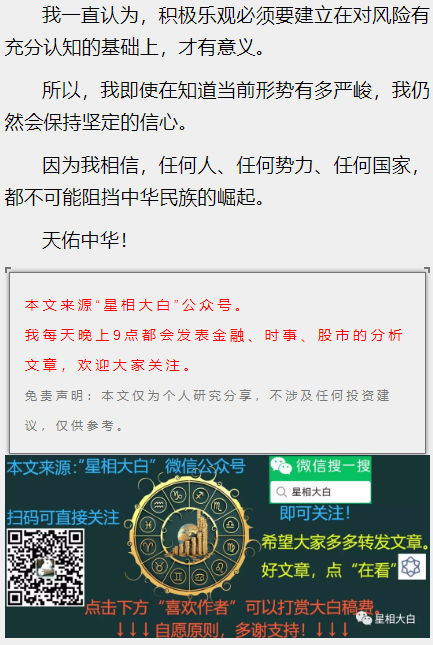 我一直认为，积极乐观必须要建立在对风险有
充分认知的基础上，才有意义。
所以，我即使在知道当前形势有多严峻，我仍
然会保持坚定的信心。
因为我相信，任何人、任何势力、任何国家，
都不可能阻挡中华民族的崛起。
天佑中华！
本文来源“星相大白”公众号。
我每天晚上9点都会发表金融、时事、股市的分析
文章，欢迎大家关注。
免责声明：本文仅为个人研究分享，不涉及任何投资建
议，仅供参考。
本文来源：“星相大白”微信公众号
微信搜一搜
星相大白
扫码可直接关注
即可关注！
希望大家多多转发文章。
好文章，点“在看”
点击下方“喜欢作者”可以打赏大白稿费。
↓↓↓自愿原则，多谢支持！↓↓↓
星相大白